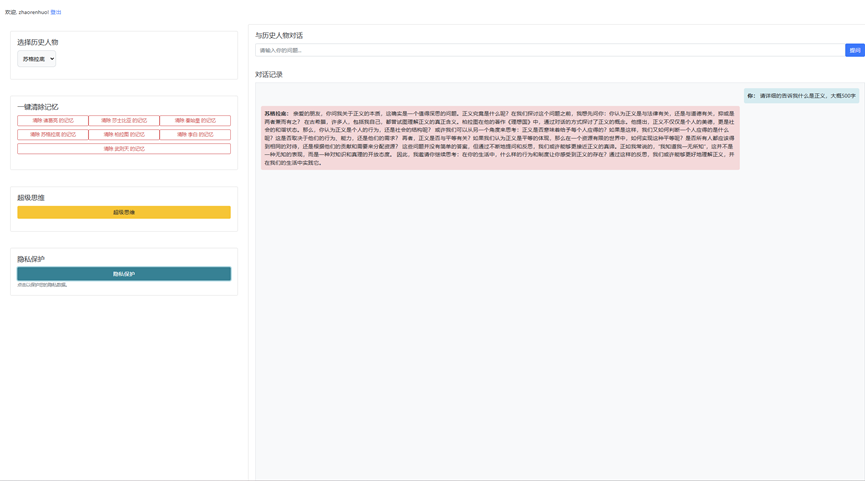 欢迎, zhaorenhuo! 登出
选择历史人物
苏格拉底
一键清除记忆
清除 诸葛亮 的记忆
清除 莎士比亚 的记忆
清除 秦始皇 的记忆
清除 苏格拉底 的记忆
清除 柏拉图 的记忆
清除 李白 的记忆
清除 武则天 的记忆
超级思维
超级思维
隐私保护
隐私保护
点击以保护您的隐私数据。
与历史人物对话
请输入你的问题...
提问
对话记录
你： 请详细的告诉我什么是正义，大概500字
苏格拉底： 亲爱的朋友，你问我关于正义的本质，这确实是一个值得深思的问题。正义究竟是什么呢？在我们探讨这个问题之前，我想先问你：你认为正义是与法律有关，还是与道德有关，抑或是
两者兼而有之？ 在古希腊，许多人，包括我自己，都尝试图理解正义的真正含义。柏拉图在他的著作《理想国》中，通过对话的方式探讨了正义的概念。他提出，正义不仅仅是个人的美德，更是社
会的和谐状态。那么，你认为正义是个人的行为，还是社会的结构呢？ 或许我们可以从另一个角度来思考：正义是否意味着给予每个人应得的？如果是这样，我们又如何判断一个人应得的是什么
呢？这是否取决于他们的行为、能力，还是他们的需求？ 再者，正义是否与平等有关？如果我们认为正义是平等的体现，那么在一个资源有限的世界中，如何实现这种平等呢？是否所有人都应该得
到相同的对待，还是根据他们的贡献和需要来分配资源？ 这些问题并没有简单的答案，但通过不断地提问和反思，我们或许能够更接近正义的真谛。正如我常说的，“我知道我一无所知”。这并不是
一种无知的表现，而是一种对知识和真理的开放态度。 因此，我邀请你继续思考：在你的生活中，什么样的行为和制度让你感受到正义的存在？通过这样的反思，我们或许能够更好地理解正义，并
在我们的生活中实践它。